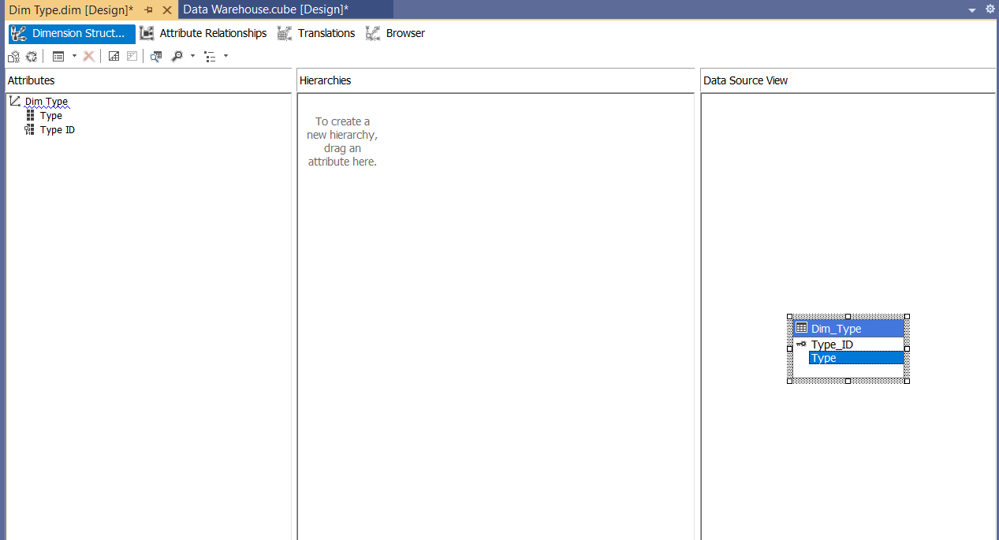 Dim Type.dim [Design]*
Data Warehouse.cube [Design]*
Dimension Struct...
Attribute Relationships
Translations
Browser
Attributes
Hierarchies
Data Source View
Dim Type
Type
Type ID
To create a
new hierarchy,
drag an
attribute here.
Dim_Type
Type_ID
Type